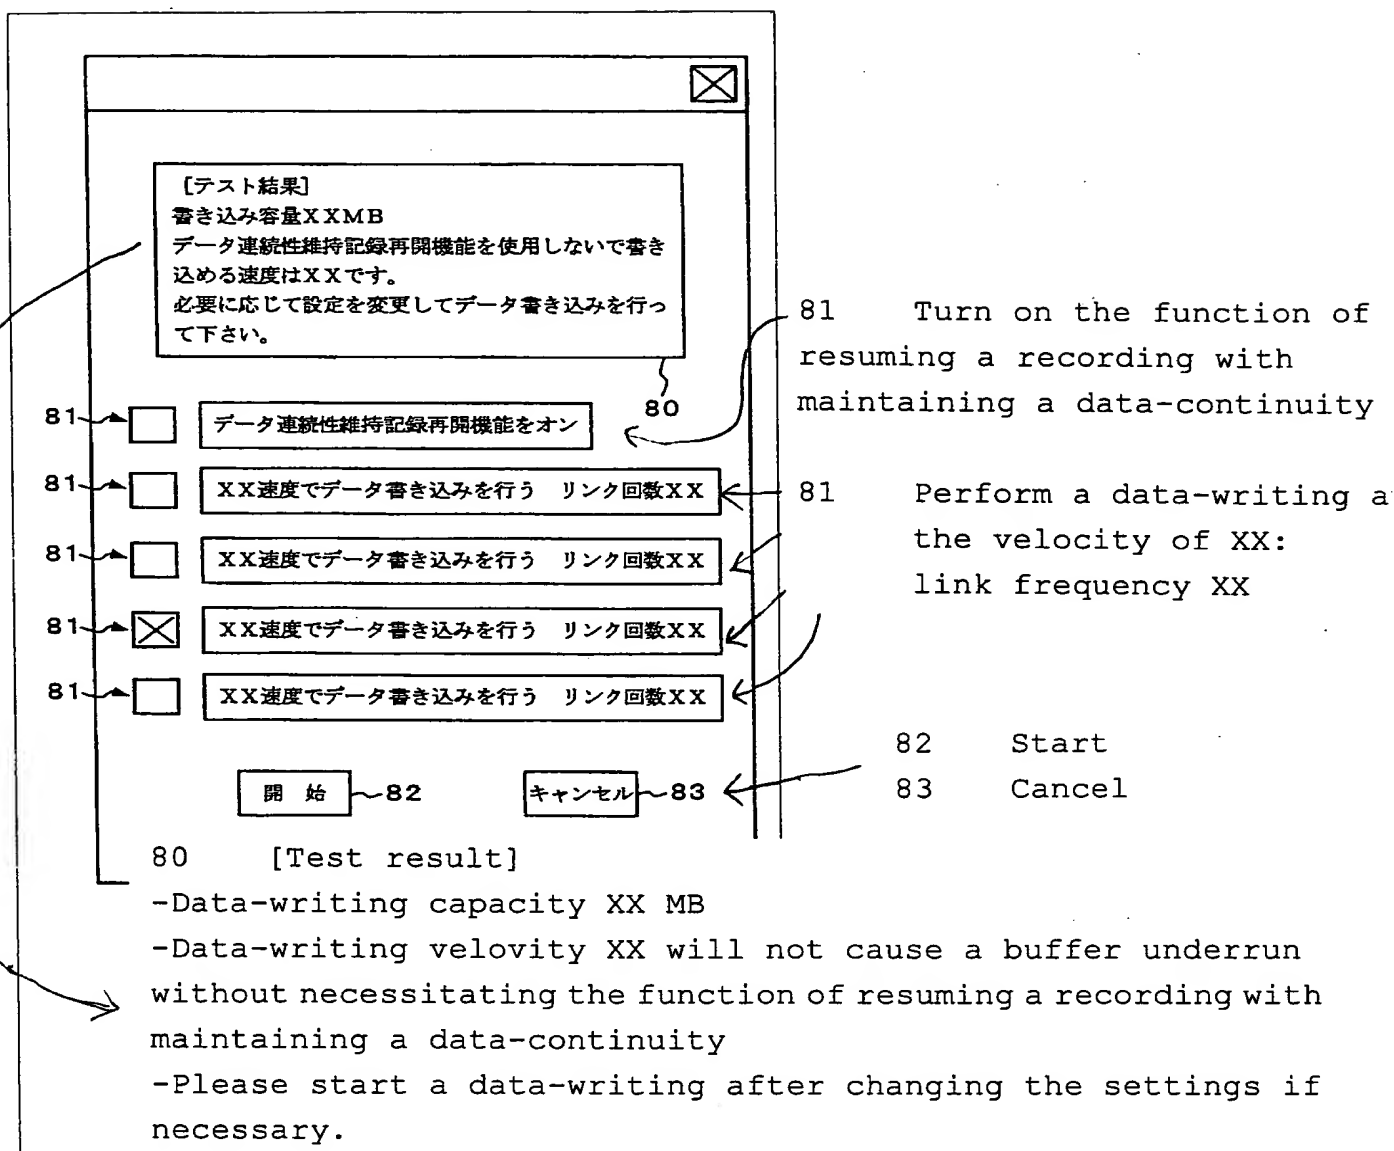 [テスト結果]
書き込み容量XXMB
データ連続性維持記録再開機能を使用しないで書き
込める速度はXXです。
必要に応じて設定を変更してデータ書き込みを行っ
て下さい。
80
81 データ連続性維持記録再開機能をオン
81 XX速度でデータ書き込みを行う リンク回数XX
81 XX速度でデータ書き込みを行う リンク回数XX
81 XX速度でデータ書き込みを行う リンク回数XX
81 XX速度でデータ書き込みを行う リンク回数XX
開 始 82 キャンセル 83
81 Turn on the function of
resuming a recording with
maintaining a data-continuity
81 Perform a data-writing a
the velocity of XX:
link frequency XX
82 Start
83 Cancel
80 [Test result]
-Data-writing capacity XX MB
-Data-writing velovity XX will not cause a buffer underrun
without necessitating the function of resuming a recording with
maintaining a data-continuity
-Please start a data-writing after changing the settings if
necessary.